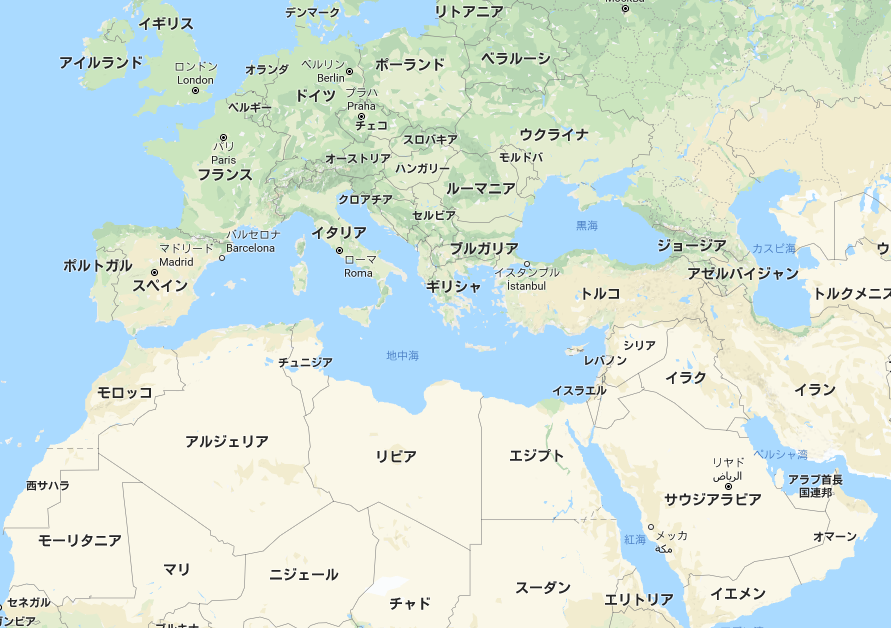 Москва
デンマーク
リトアニア
イギリス
アイルランド
ロンドン
London
オランダ
ベルリン
Berlin
ポーランド
ベラルーシ
ドイツ
ベルギー
プラハ
Praha
チェコ
パリ
Paris
スロバキア
ウクライナ
フランス
オーストリア
ハンガリー
モルドバ
クロアチア
ルーマニア
セルビア
黒海
バルセロナ
Barcelona
イタリア
ブルガリア
ジョージア
カスピ海
マドリード
Madrid
ローマ
Roma
ポルトガル
スペイン
イスタンブル
İstanbul
アゼルバイジャン
ギリシャ
トルコ
トルクメニス
地中海
チュニジア
シリア
レバノン
モロッコ
イスラエル
イラク
イラン
アルジェリア
リビア
エジプト
ペルシャ湾
リヤド
الرياض
サウジアラビア
アラブ首長
国連邦
西サハラ
モーリタニア
紅海
メッカ
مكة
オマーン
マリ
ニジェール
チャド
スーダン
エリトリア
イエメン
セネガル